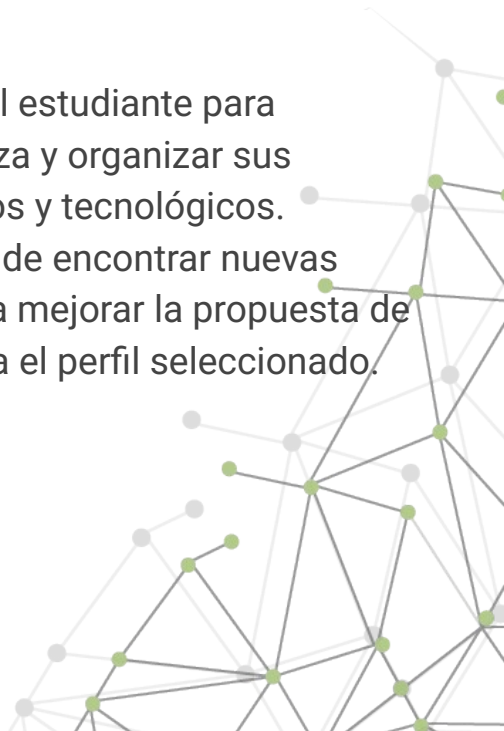 l estudiante para
za y organizar sus
os y tecnológicos.
de encontrar nuevas
a mejorar la propuesta de
a el perfil seleccionado.